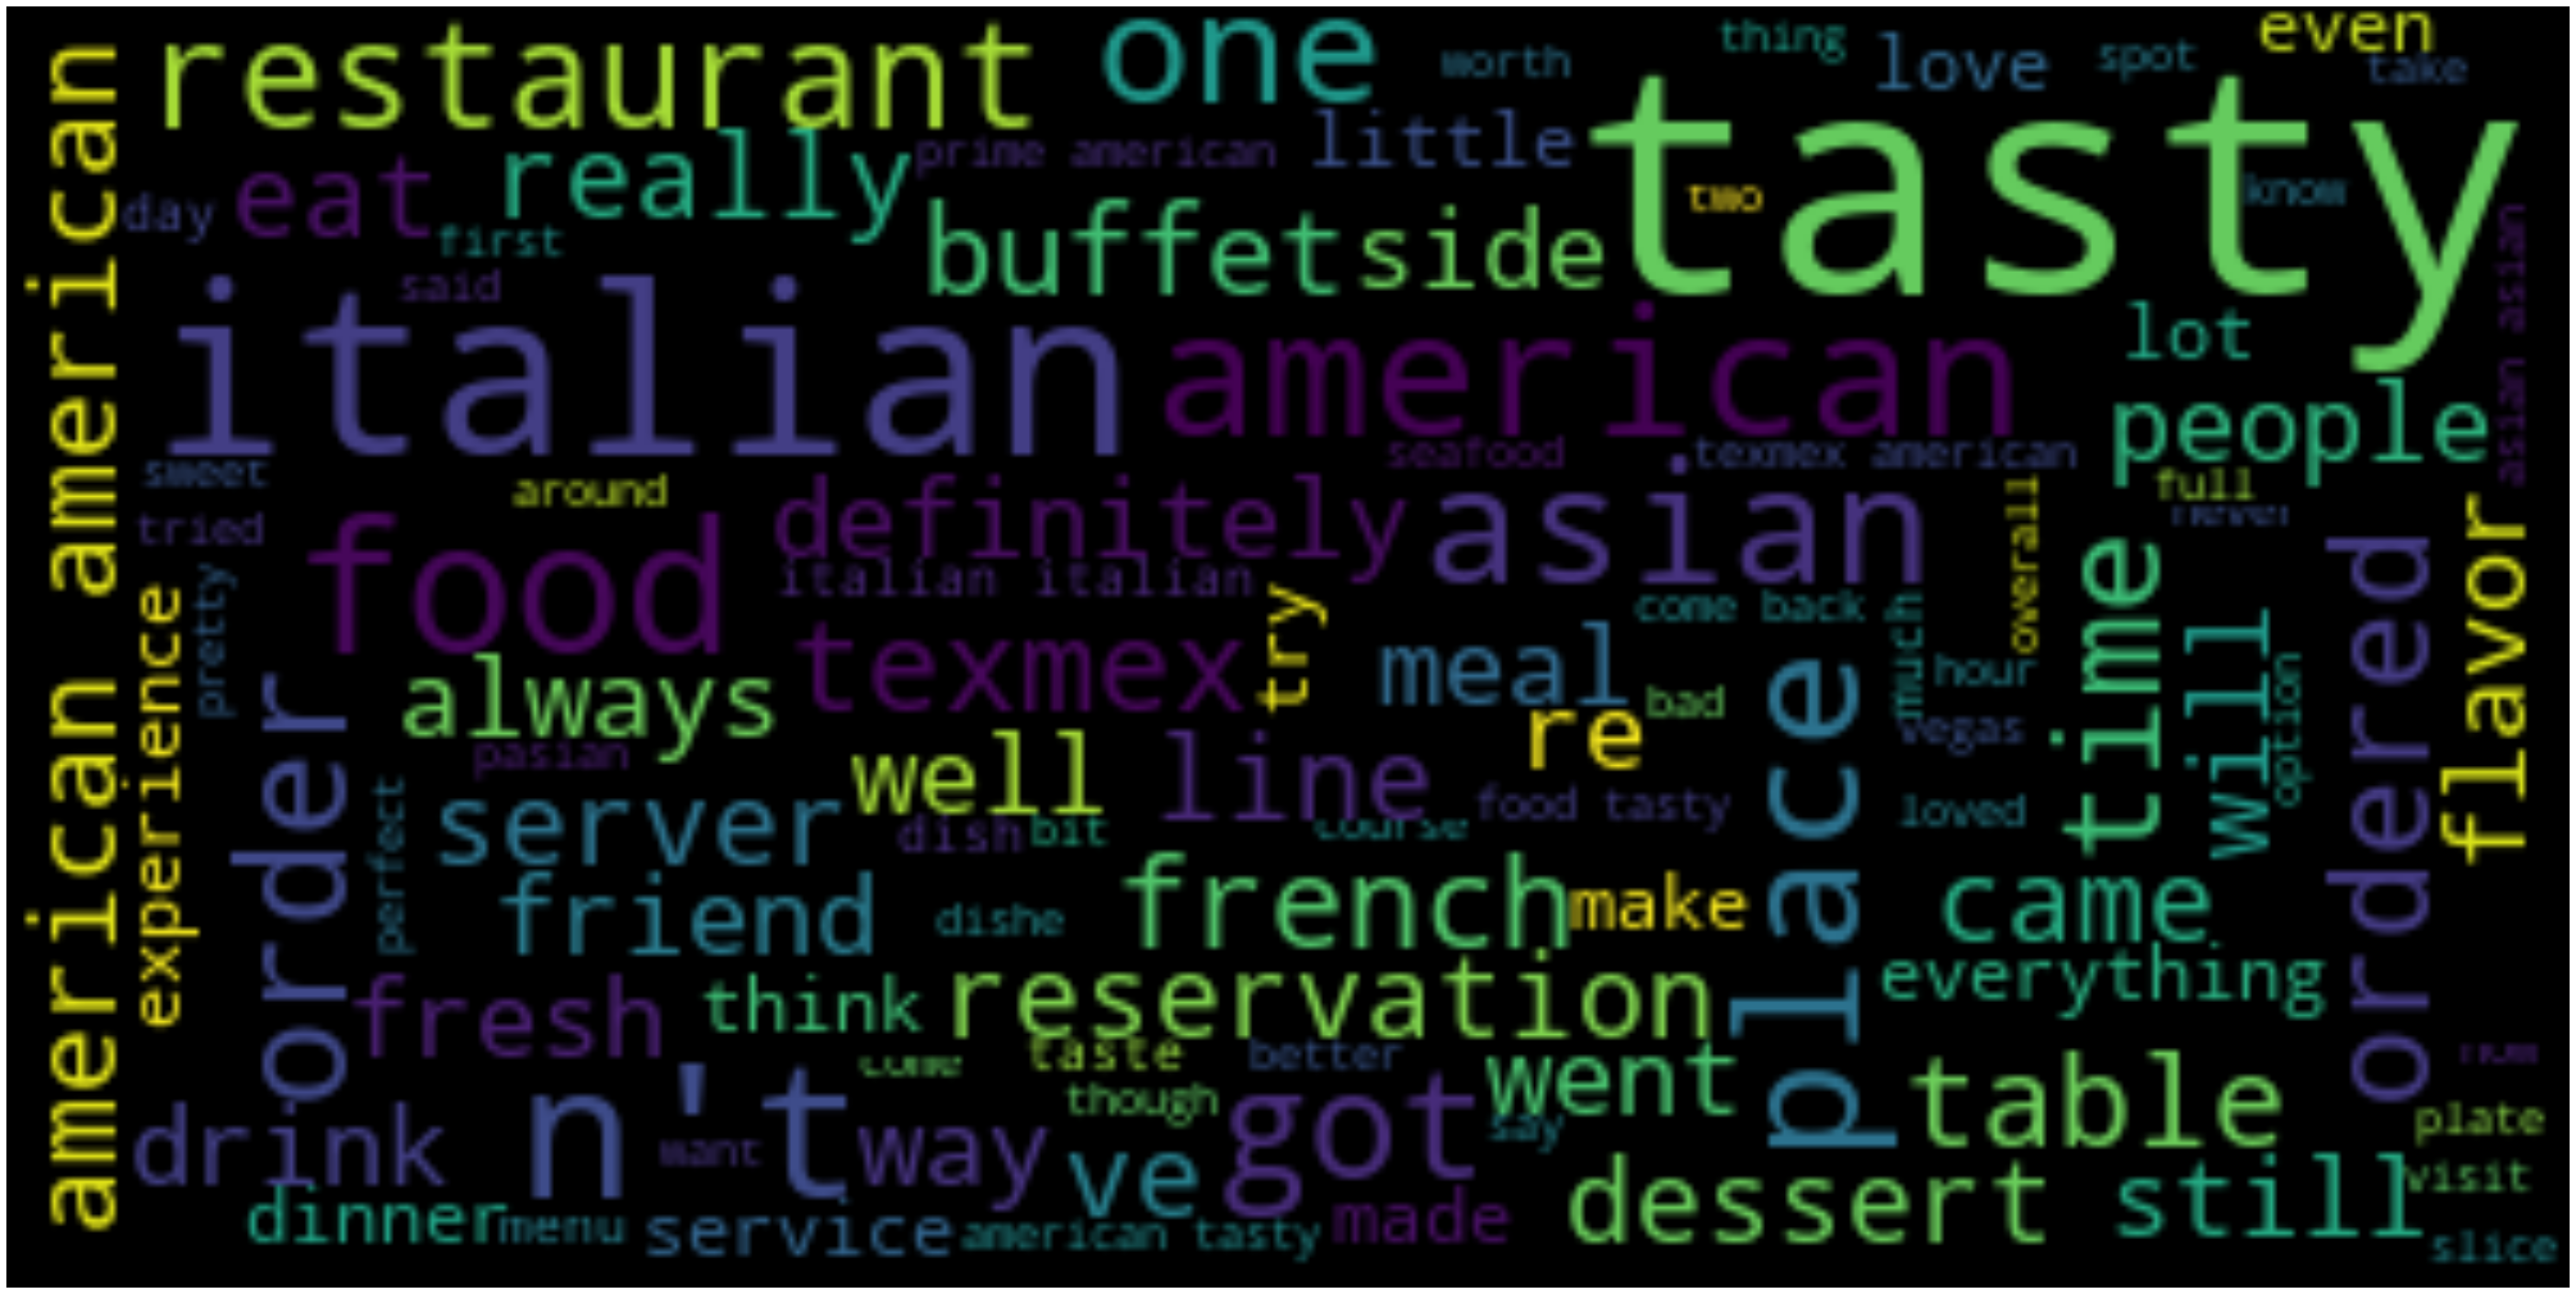 restaurant
one
worth
thing
love
spot
even
take
tasty
eat
really
prime american
little
two
know
day
first
buffet
side
said
italian
american
lot
people
asian asian
american american
sweet
around
definitely
seafood
texmex american
asian
full
never
tried
food
italian italian
overall
flavor
ordered
experience
pretty
try
come back
much
time
will
always
texmex
meal
hour
option
order
pasian
re
bad
place
vegas
well
line
food tasty
loved
perfect
server
dish
bit
course
friend
dishe
french
make
came
fresh
think
reservation
everything
come
taste
better
went
table
drink
n't
want
way
though
got
say
plate
ve
dessert
still
visit
dinner
menu
service
american tasty
made
slice